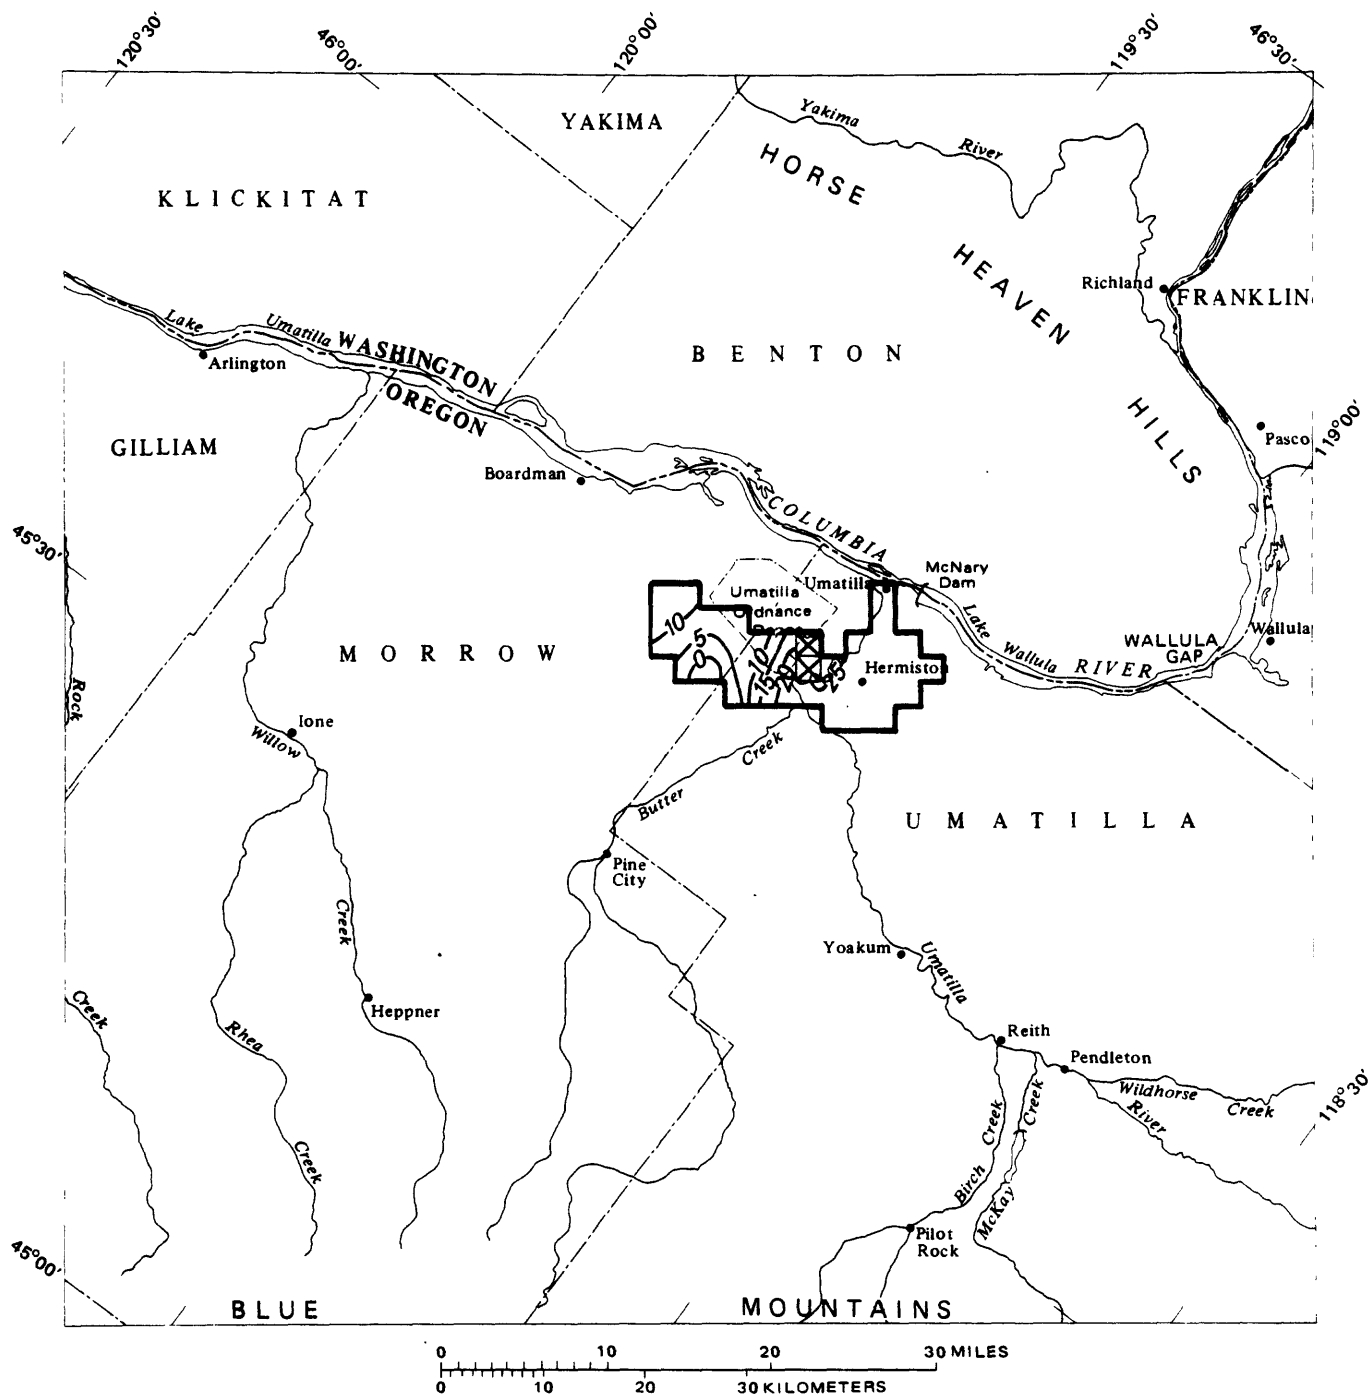 120°30'
46°00'
120°00'
119°30'
46°30'
YAKIMA
Yakima
River
HORSE
KLICKITAT
HEAVEN
Richland
FRANKLIN
Lake
Umatilla
WASHINGTON
BENTON
Arlington
OREGON
HILLS
GILLIAM
Pasco
119°00'
Boardman
COLUMBIA
45°30'
McNary
Dam
Umatilla
Umatilla
Ordnance
Lake
Wallula
RIVER
WALLULA
GAP
Wallula
10
5
0
10
15
20
0
25
Hermiston
MORROW
Rock
Ione
Willow
Creek
Butter
UMATILLA
Pine
City
Creek
Yoakum
Umatilla
Creek
Heppner
Rhea
Reith
Pendleton
Wildhorse
Creek
River
118°30'
Creek
Creek
Creek
Birch
McKay
Pilot
Rock
45°00'
BLUE
MOUNTAINS
0 10 20 30 MILES
0 10 20 30 KILOMETERS